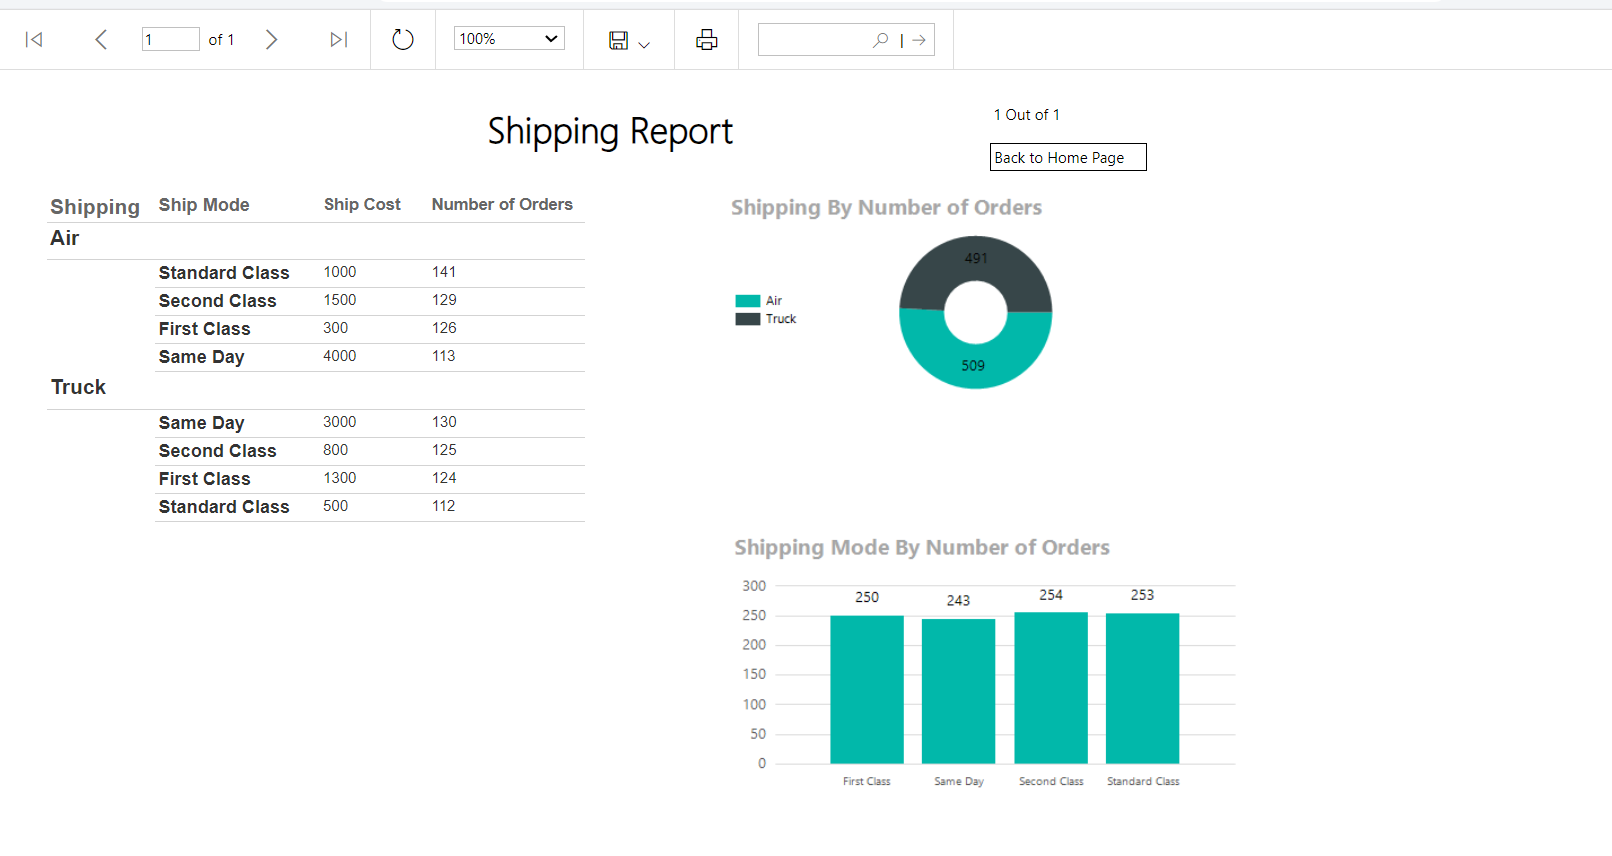 1 of 1 100% |
Shipping Report
1 Out of 1
Back to Home Page
Shipping Ship Mode Ship Cost Number of Orders
Air
Standard Class 1000 141
Second Class 1500 129
First Class 300 126
Same Day 4000 113
Truck
Same Day 3000 130
Second Class 800 125
First Class 1300 124
Standard Class 500 112
Shipping By Number of Orders
491
Air
Truck
509
Shipping Mode By Number of Orders
300
250
200
150
100
50
0
250 243 254 253
First Class Same Day Second Class Standard Class